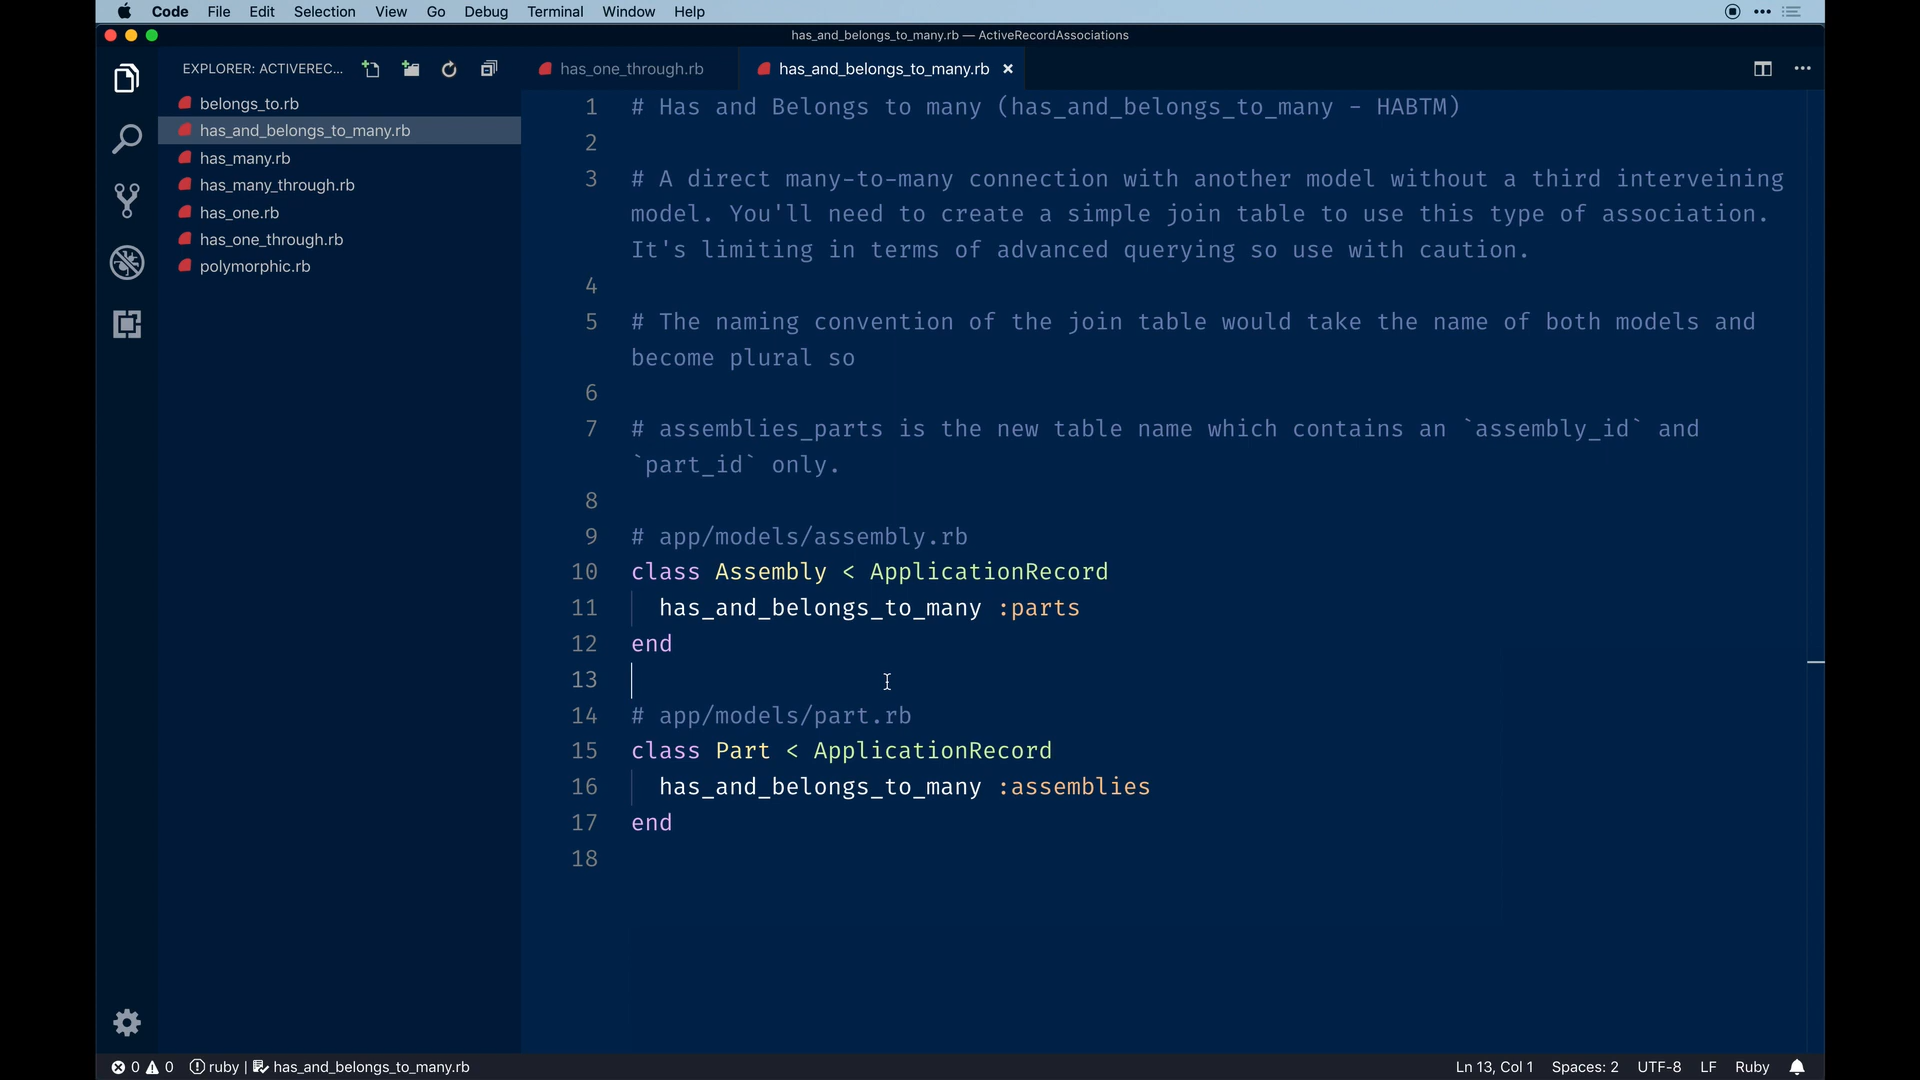 Code File Edit Selection View Go Debug Terminal Window Help
has_and_belongs_to_many.rb — ActiveRecordAssociations
EXPLORER: ACTIVEREC...
belongs_to.rb
has_and_belongs_to_many.rb
has_many.rb
has_many_through.rb
has_one.rb
has_one_through.rb
polymorphic.rb
has_one_through.rb has_and_belongs_to_many.rb ×
1 # Has and Belongs to many (has_and_belongs_to_many - HABTM)
2
3 # A direct many-to-many connection with another model without a third interveining
model. You'll need to create a simple join table to use this type of association.
It's limiting in terms of advanced querying so use with caution.
4
5 # The naming convention of the join table would take the name of both models and
become plural so
6
7 # assemblies_parts is the new table name which contains an `assembly_id` and
`part_id` only.
8
9 # app/models/assembly.rb
10 class Assembly < ApplicationRecord
11 has_and_belongs_to_many :parts
12 end
13
14 # app/models/part.rb
15 class Part < ApplicationRecord
16 has_and_belongs_to_many :assemblies
17 end
18
0 0 ruby | has_and_belongs_to_many.rb Ln 13, Col 1 Spaces: 2 UTF-8 LF Ruby